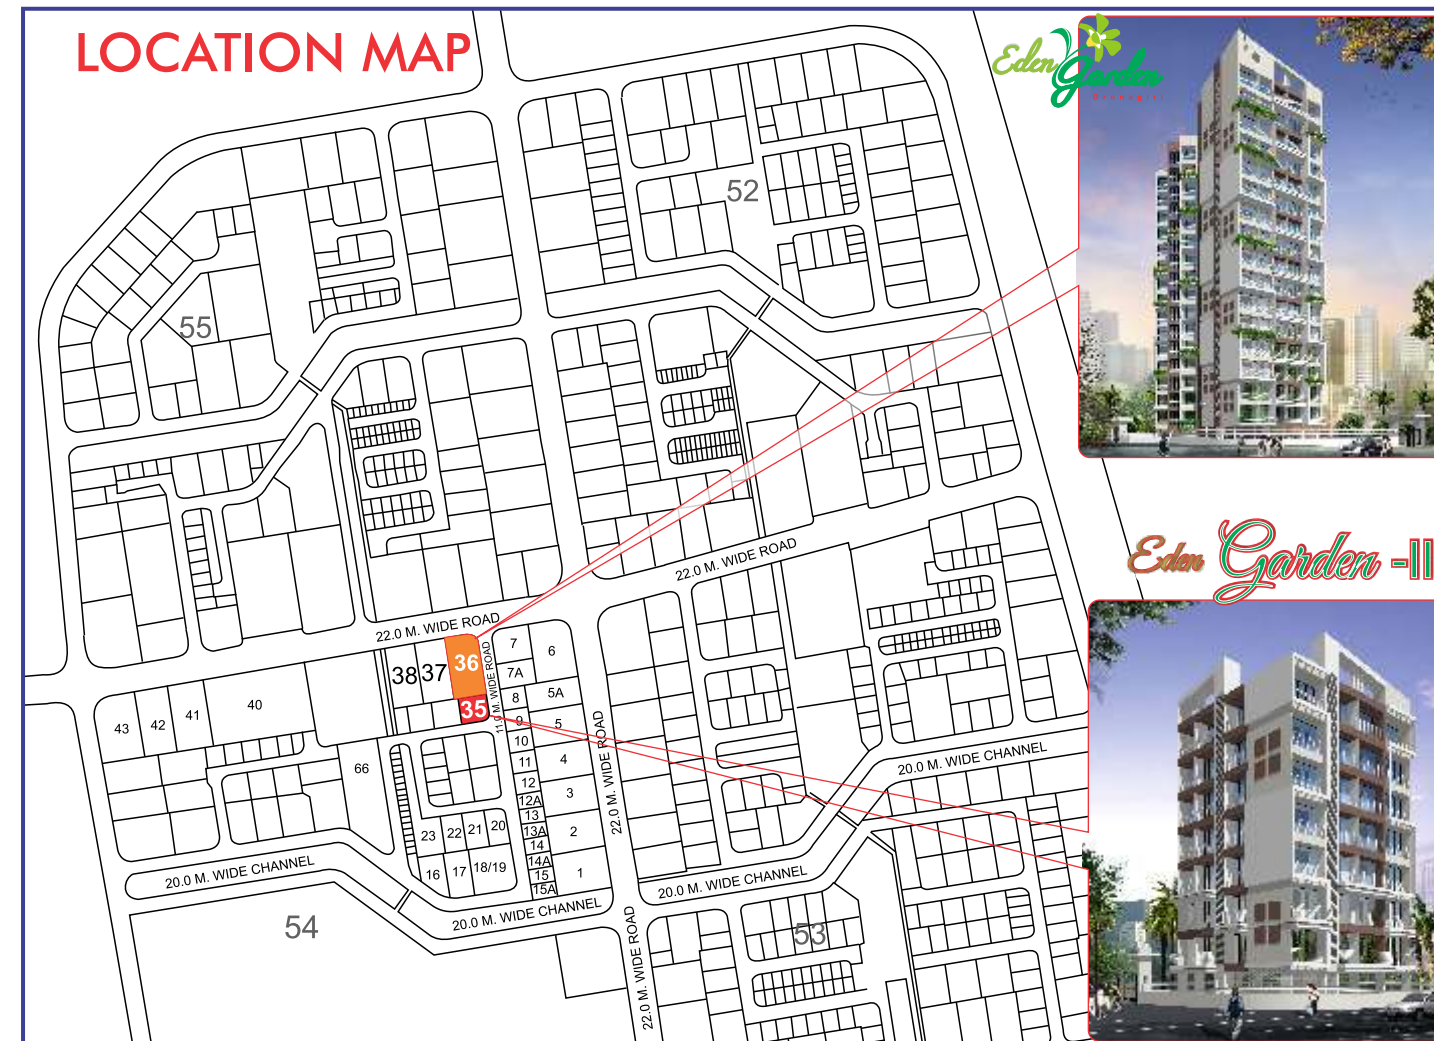 LOCATION MAP
Eden
Garden
52
55
22.0 M. WIDE ROAD
22.0 M. WIDE ROAD
Eden Garden -II
38
37
36
35
11.0 M. WIDE ROAD
7
6
7A
8
5A
9
5
10
11
4
12
3
12A
13
13A
2
14
14A
15
1
15A
22.0 M. WIDE ROAD
43
42
41
40
66
23
22
21
20
16
17
18/19
20.0 M. WIDE CHANNEL
20.0 M. WIDE CHANNEL
20.0 M. WIDE CHANNEL
20.0 M. WIDE CHANNEL
22.0 M. WIDE ROAD
54
53